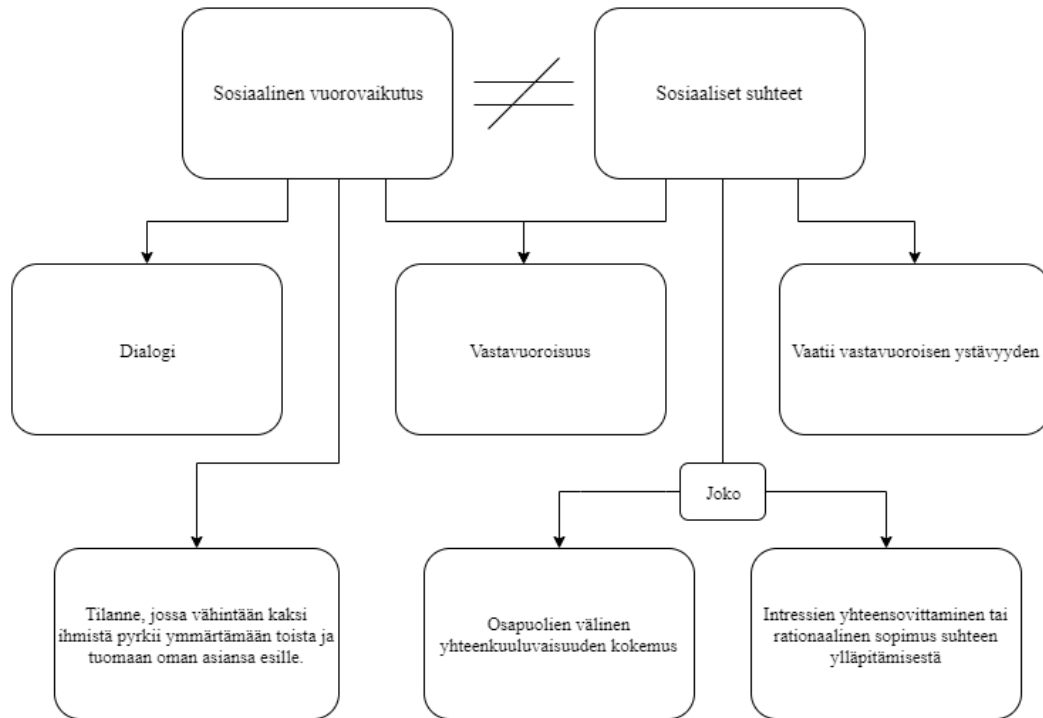 Sosiaalinen vuorovaikutus
Sosiaaliset suhteet
Dialogi
Vastavuoroisuus
Vaatii vastavuoroisen ystävyyden
Joko
Tilanne, jossa vähintään kaksi
ihmistä pyrkii ymmärtämään toista ja
tuomaan oman asiansa esille.
Osapuolien välinen
yhteenkuuluvaisuuden kokemus
Intressien yhteensovittaminen tai
rationaalinen sopimus suhteen
ylläpitämisestä